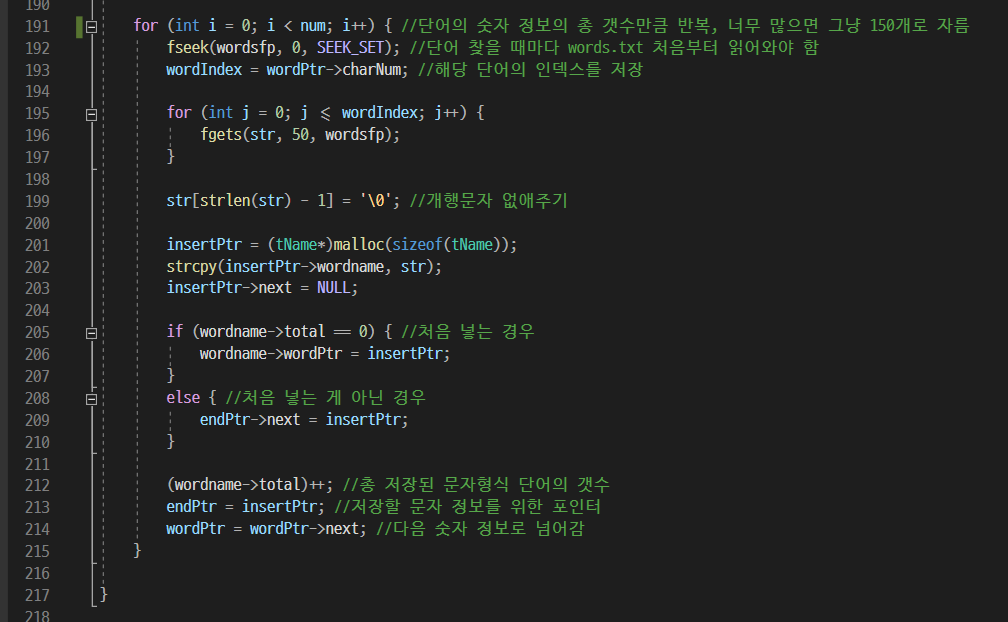 190
191 for (int i = 0; i < num; i++) { //단어의 숫자 정보의 총 갯수만큼 반복, 너무 많으면 그냥 150개로 자름
192 fseek(wordsfp, 0, SEEK_SET); //단어 찾을 때마다 words.txt 처음부터 읽어와야 함
193 wordIndex = wordPtr->charNum; //해당 단어의 인덱스를 저장
194
195 for (int j = 0; j <= wordIndex; j++) {
196 fgets(str, 50, wordsfp);
197 }
198
199 str[strlen(str) - 1] = '\0'; //개행문자 없애주기
200
201 insertPtr = (tName*)malloc(sizeof(tName));
202 strcpy(insertPtr->wordname, str);
203 insertPtr->next = NULL;
204
205 if (wordname->total == 0) { //처음 넣는 경우
206 wordname->wordPtr = insertPtr;
207 }
208 else { //처음 넣는 게 아닌 경우
209 endPtr->next = insertPtr;
210 }
211
212 (wordname->total)++; //총 저장된 문자형식 단어의 갯수
213 endPtr = insertPtr; //저장할 문자 정보를 위한 포인터
214 wordPtr = wordPtr->next; //다음 숫자 정보로 넘어감
215 }
216
217 }
218